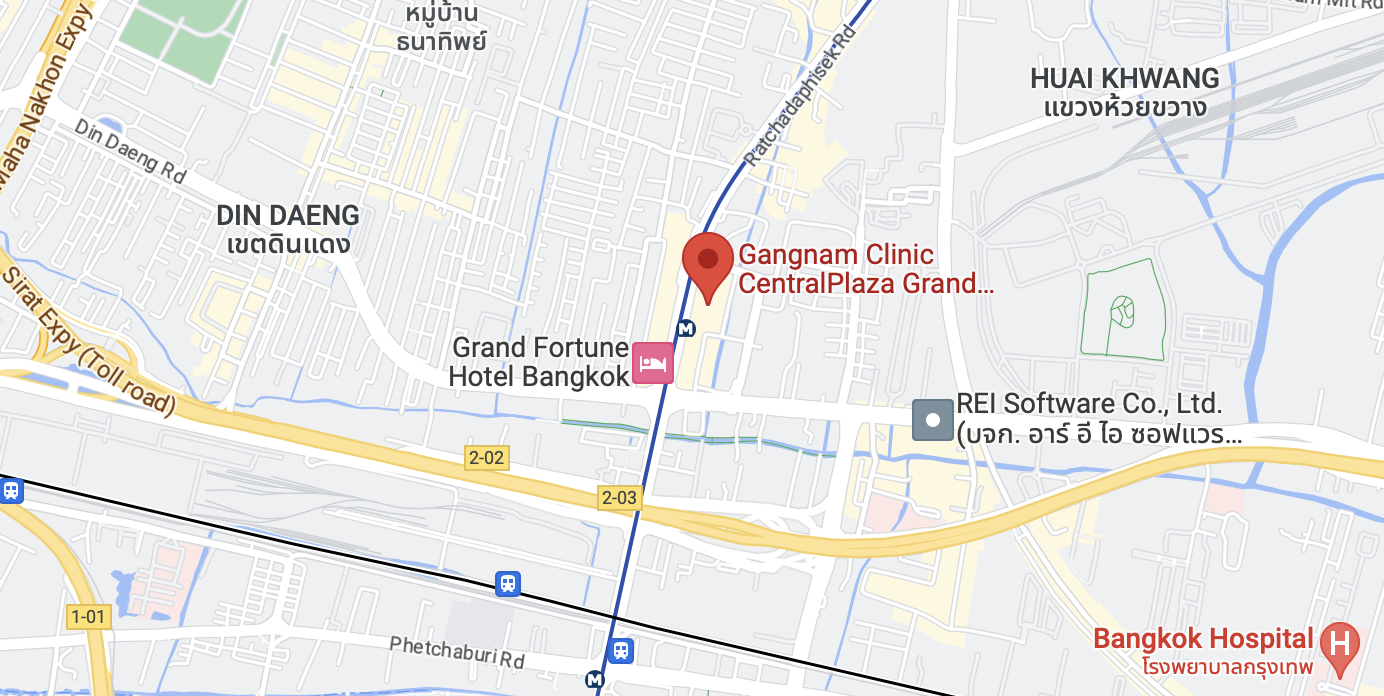 หมู่บ้าน
ธนาทิพย์
Maha Nakhon Expy
Ratchadaphisek Rd
HUAI KHWANG
แขวงห้วยขวาง
Din Daeng Rd
DIN DAENG
เขตดินแดง
Gangnam Clinic
CentralPlaza Grand...
Sirat Expy (Toll road)
M
Grand Fortune
Hotel Bangkok
REI Software Co., Ltd.
(บจก. อาร์ อี ไอ ซอฟแวร...
2-02
2-03
1-01
Phetchaburi Rd
Bangkok Hospital
โรงพยาบาลกรุงเทพ
H
M